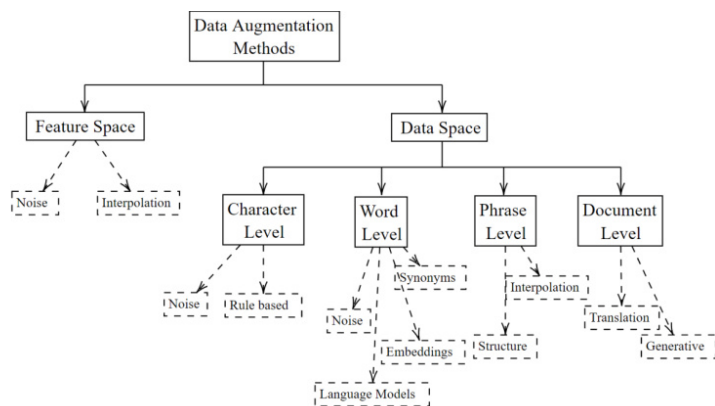 Data Augmentation
Methods
Feature Space
Data Space
Noise
Interpolation
Character
Level
Word
Level
Phrase
Level
Document
Level
Synonyms
Interpolation
Noise
Rule based
Noise
Translation
Embeddings
Structure
Generative
Language Models